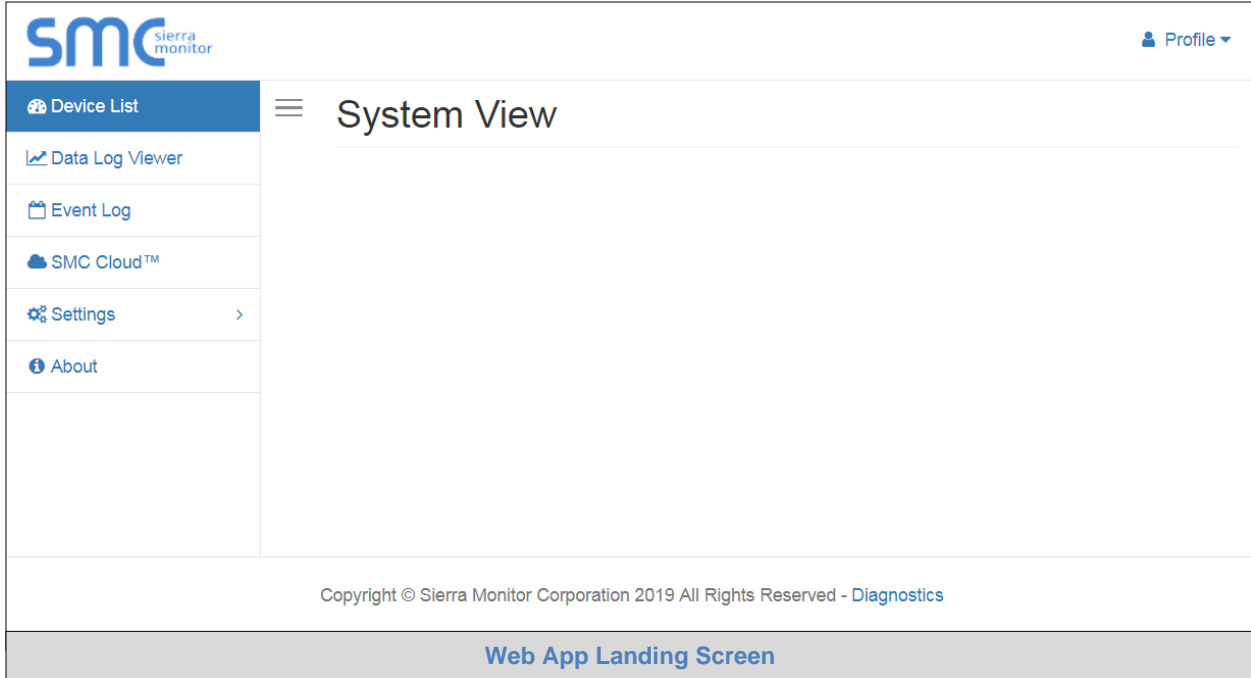 SMC sierra monitor
Profile
Device List
System View
Data Log Viewer
Event Log
SMC Cloud™
Settings
About
Copyright © Sierra Monitor Corporation 2019 All Rights Reserved - Diagnostics
Web App Landing Screen